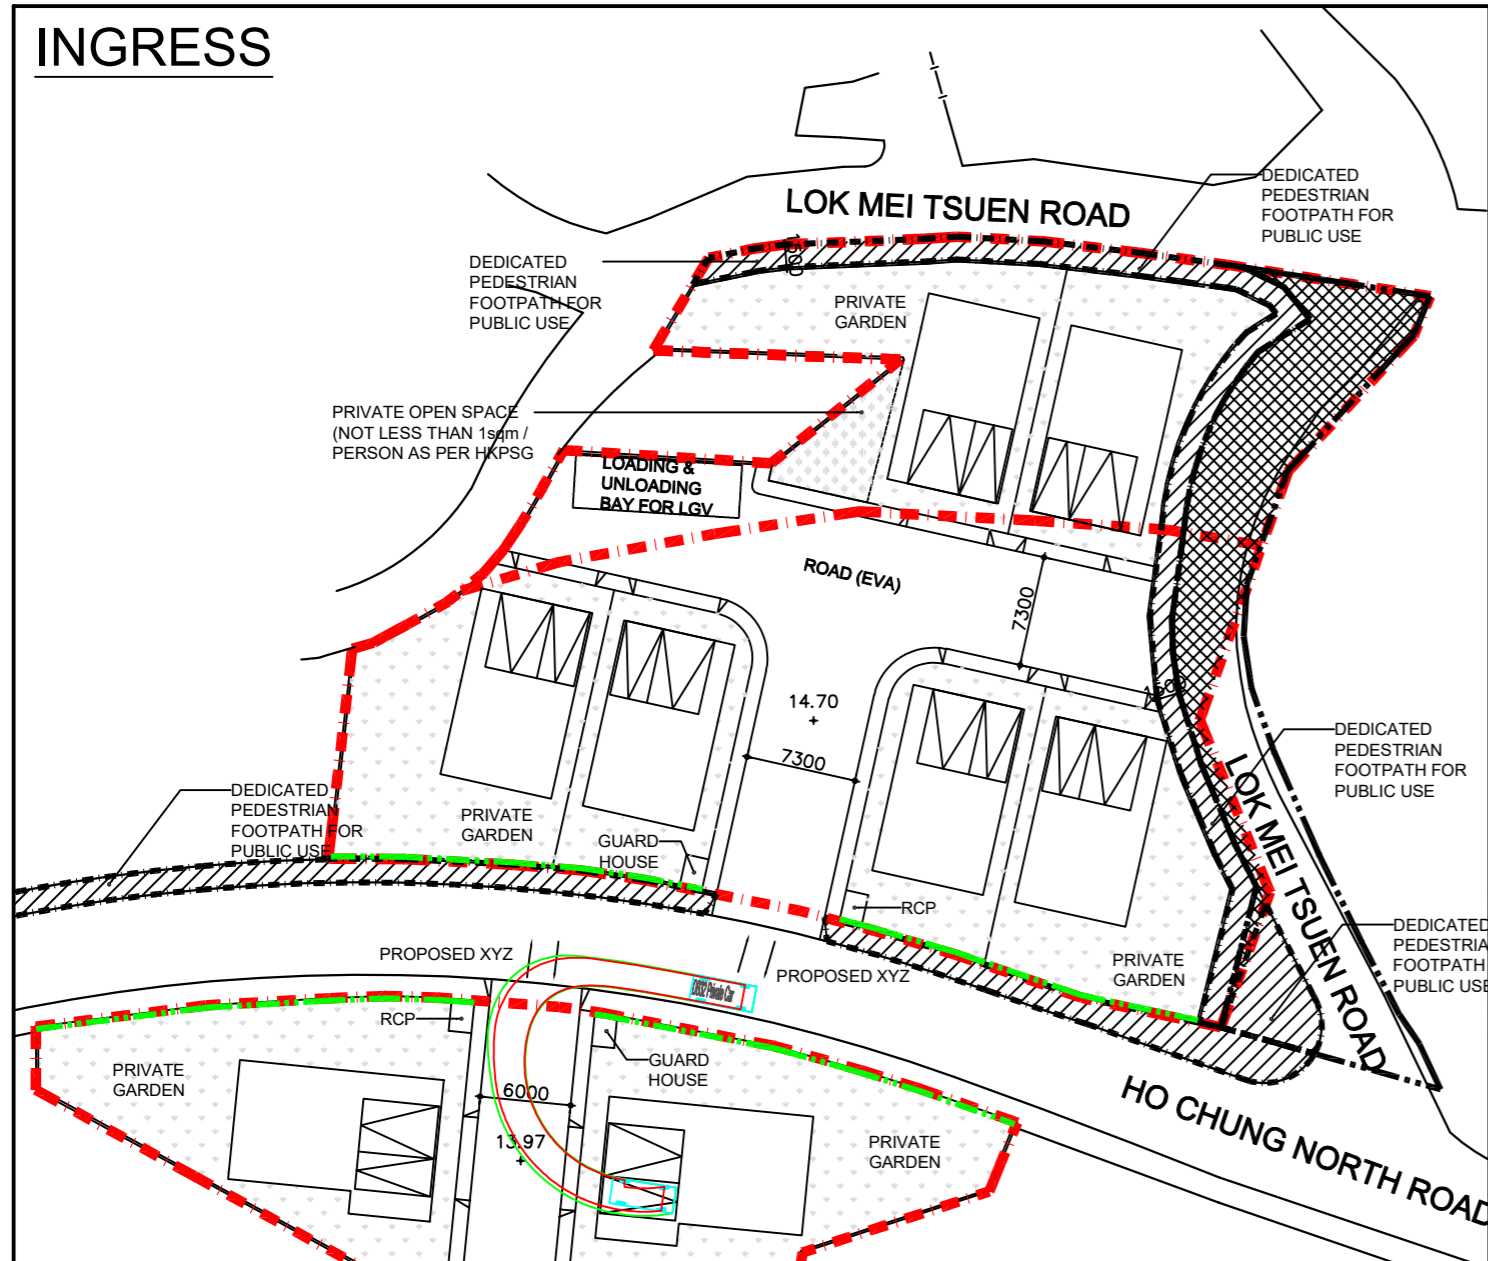 INGRESS
LOK MEI TSUEN ROAD
DEDICATED
PEDESTRIAN
FOOTPATH FOR
PUBLIC USE
DEDICATED
PEDESTRIAN
FOOTPATH FOR
PUBLIC USE
1500
PRIVATE
GARDEN
PRIVATE OPEN SPACE
(NOT LESS THAN 1sqm /
PERSON AS PER HKPSG
LOADING &
UNLOADING
BAY FOR LGV
ROAD (EVA)
7300
14.70
7300
1500
DEDICATED
PEDESTRIAN
FOOTPATH FOR
PUBLIC USE
LOK MEI TSUEN ROAD
DEDICATED
PEDESTRIAN
FOOTPATH FOR
PUBLIC USE
PRIVATE
GARDEN
GUARD
HOUSE
RCP
DEDICATED
PEDESTRIA
FOOTPATH
PUBLIC USE
PRIVATE
GARDEN
PROPOSED XYZ
PROPOSED XYZ
Private Car
RCP
GUARD
HOUSE
PRIVATE
GARDEN
6000
13.97
PRIVATE
GARDEN
HO CHUNG NORTH ROAD